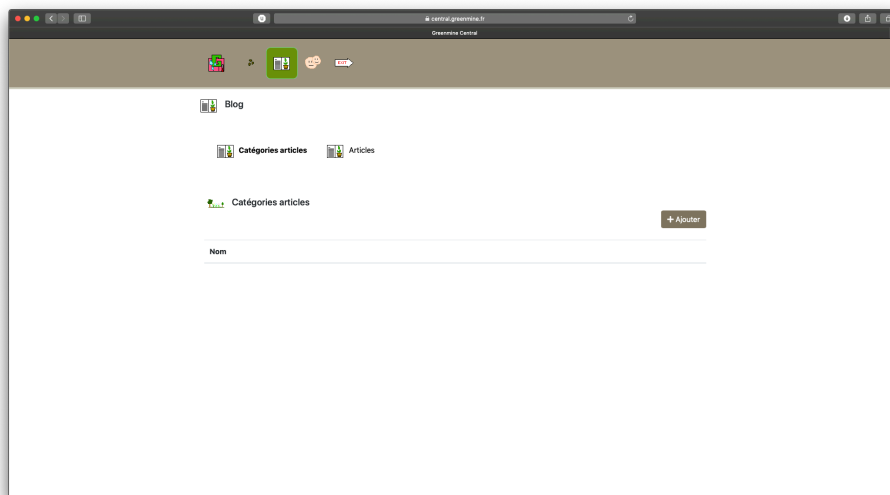 central.greenmine.fr
Greenmine Central
EXIT
Blog
Catégories articles
Articles
Catégories articles
+ Ajouter
Nom